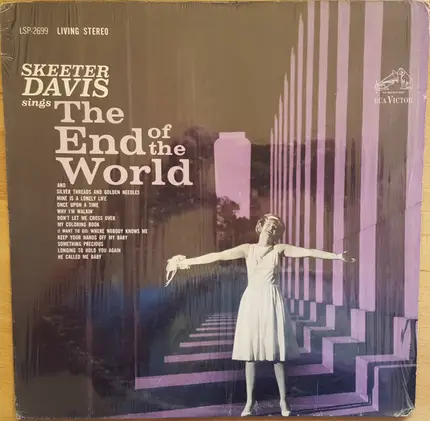 LSP-2699 LIVING STEREO
SKEETER
DAVIS
sings The
End of
the
World
AND
SILVER THREADS AND GOLDEN NEEDLES
MINE IS A LONELY LIFE
ONCE UPON A TIME
WHY I'M WALKIN'
DON'T LET ME CROSS OVER
MY COLORING BOOK
(I WANT TO GO) WHERE NOBODY KNOWS ME
KEEP YOUR HANDS OFF MY BABY
SOMETHING PRECIOUS
LONGING TO HOLD YOU AGAIN
HE CALLED ME BABY
RCA VICTOR